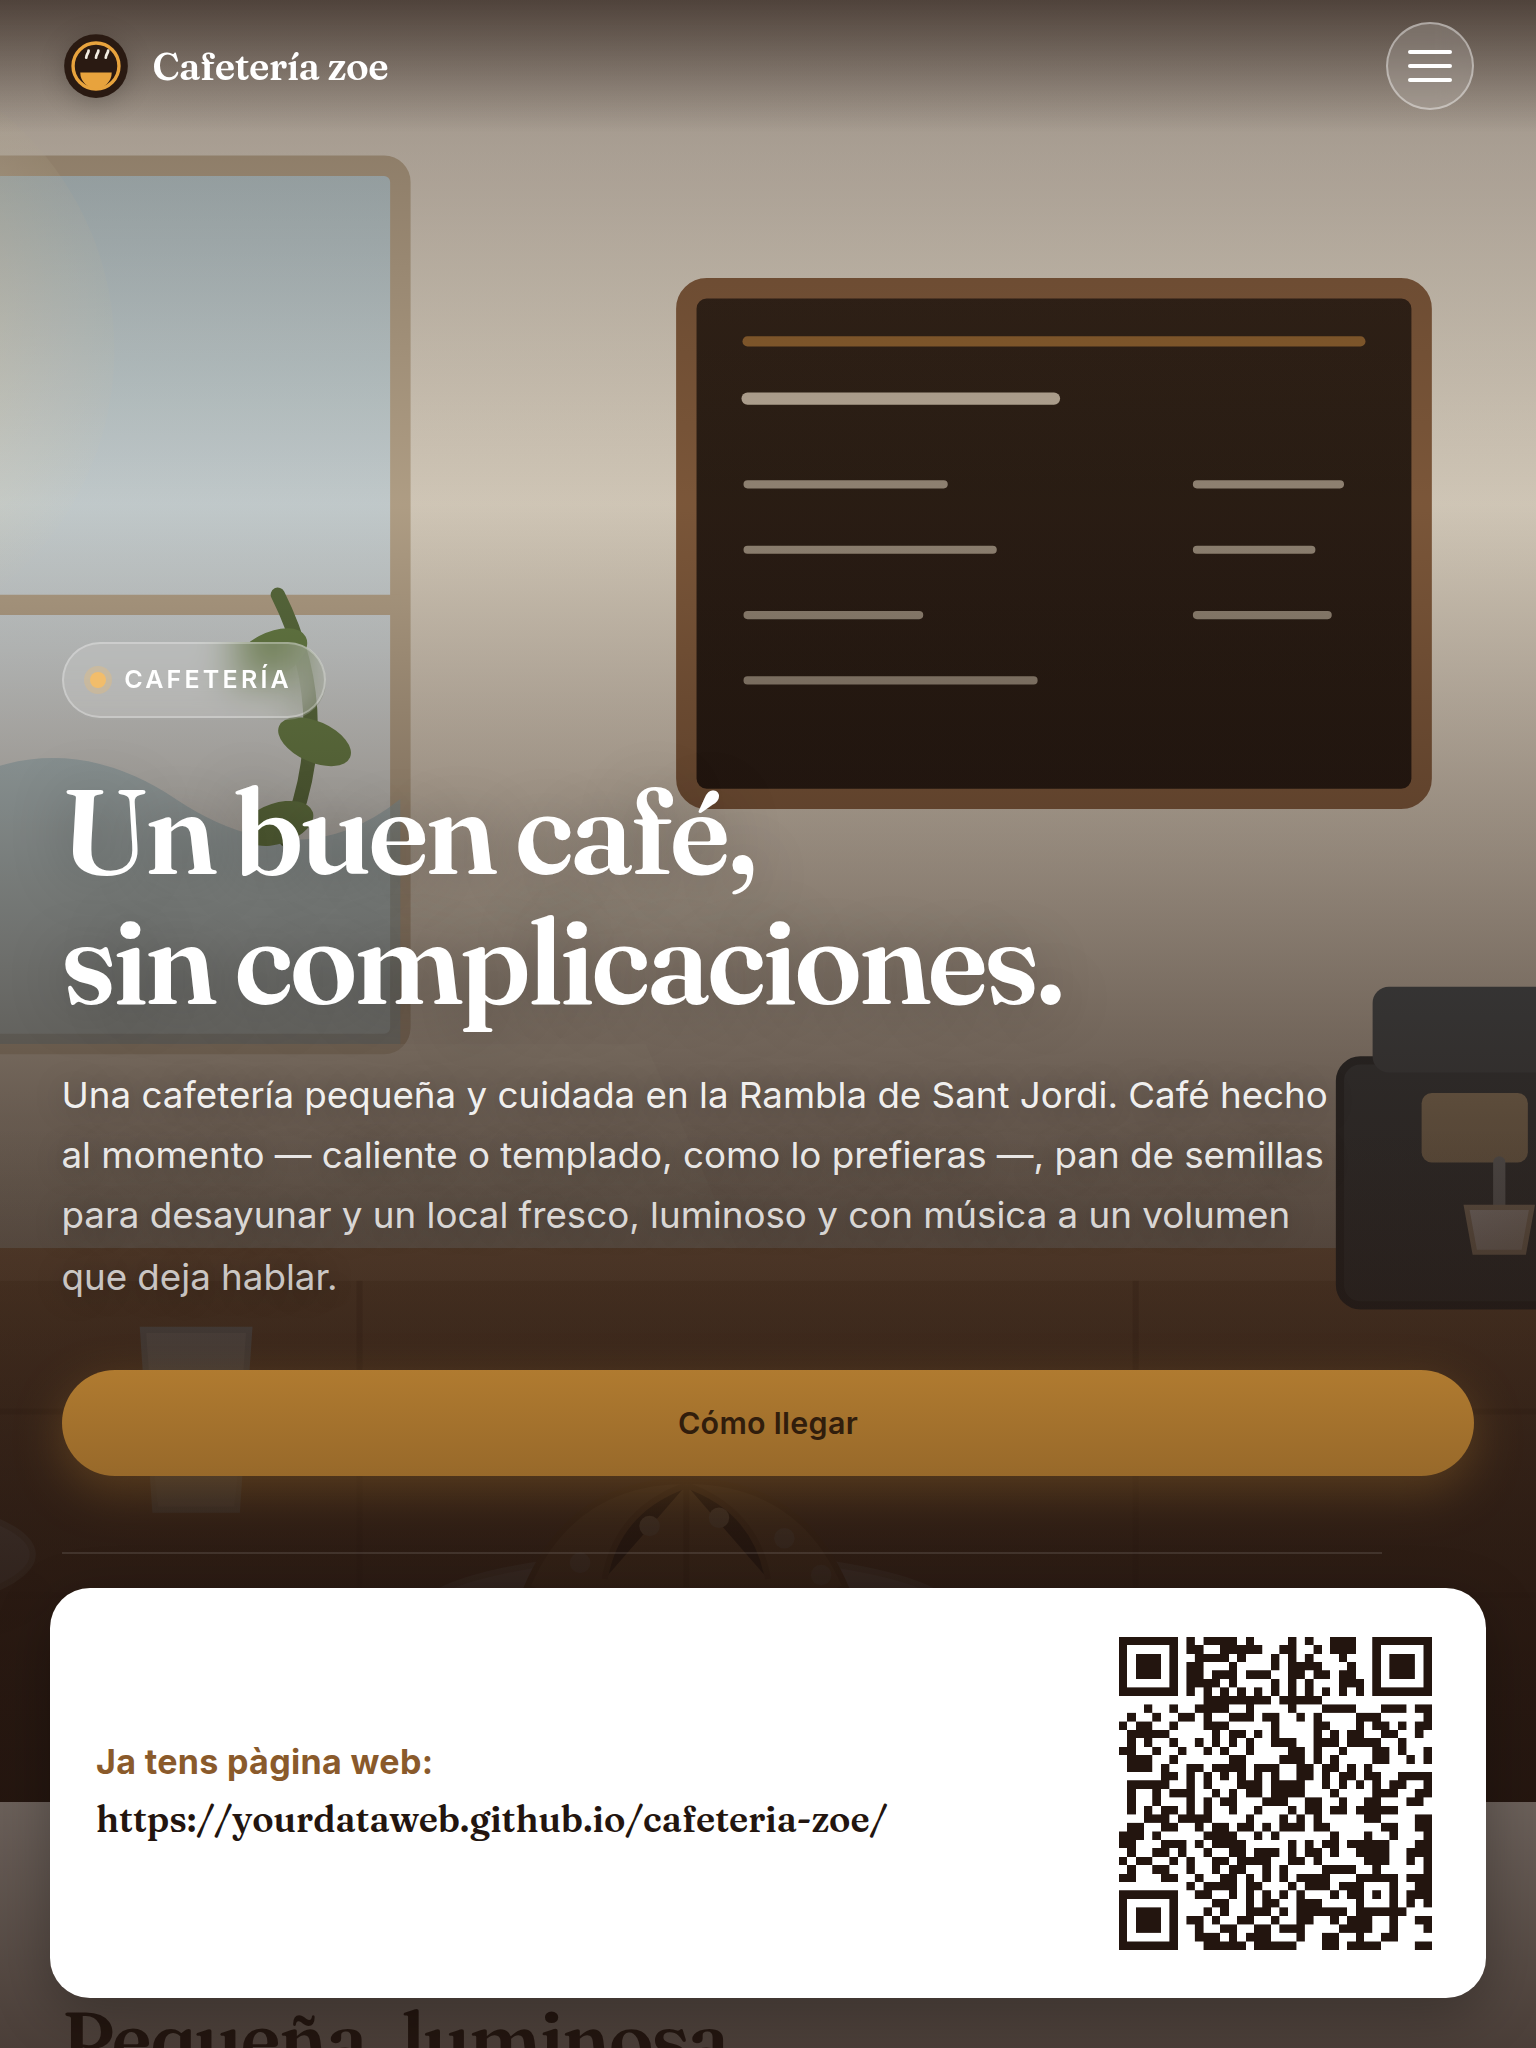 Cafetería zoe
CAFETERÍA
Un buen café,
sin complicaciones.
Una cafetería pequeña y cuidada en la Rambla de Sant Jordi. Café hecho
al momento — caliente o templado, como lo prefieras —, pan de semillas
para desayunar y un local fresco, luminoso y con música a un volumen
que deja hablar.
Cómo llegar
Ja tens pàgina web:
https://yourdataweb.github.io/cafeteria-zoe/
Pequeña, luminosa